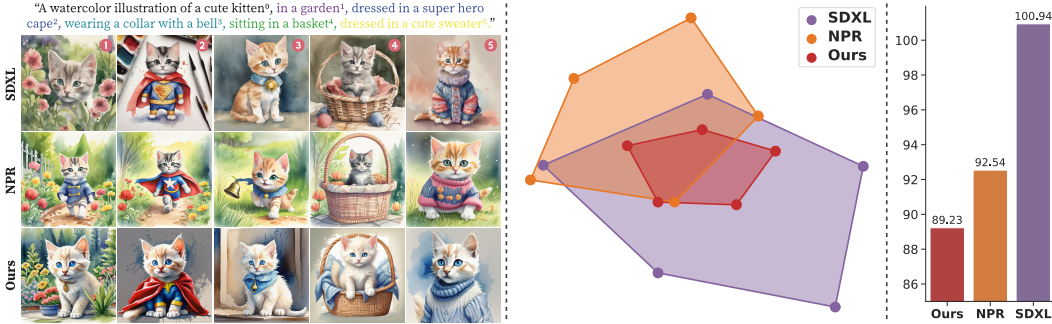 “A watercolor illustration of a cute kitten⁰, in a garden¹, dressed in a super hero
cape², wearing a collar with a bell³, sitting in a basket⁴, dressed in a cute sweater⁵.”
SDXL
1
2
3
4
5
NPR
Ours
SDXL
NPR
Ours
100
98
96
94
92
90
88
86
89.23
92.54
100.94
Ours NPR SDXL